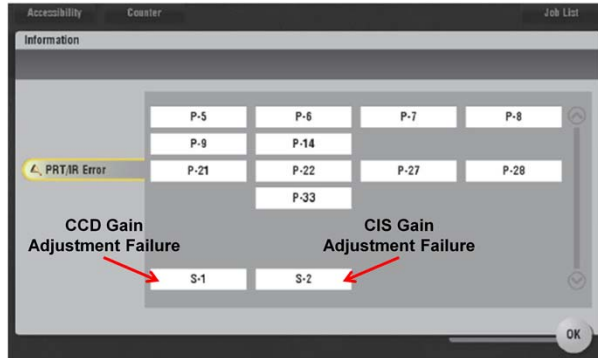 Accessibility Counter Job List
Information
P-5 P-6 P-7 P-8
P-9 P-14
PRT/IR Error P-21 P-22 P-27 P-28
P-33
CCD Gain
Adjustment Failure
CIS Gain
Adjustment Failure
S-1 S-2
OK